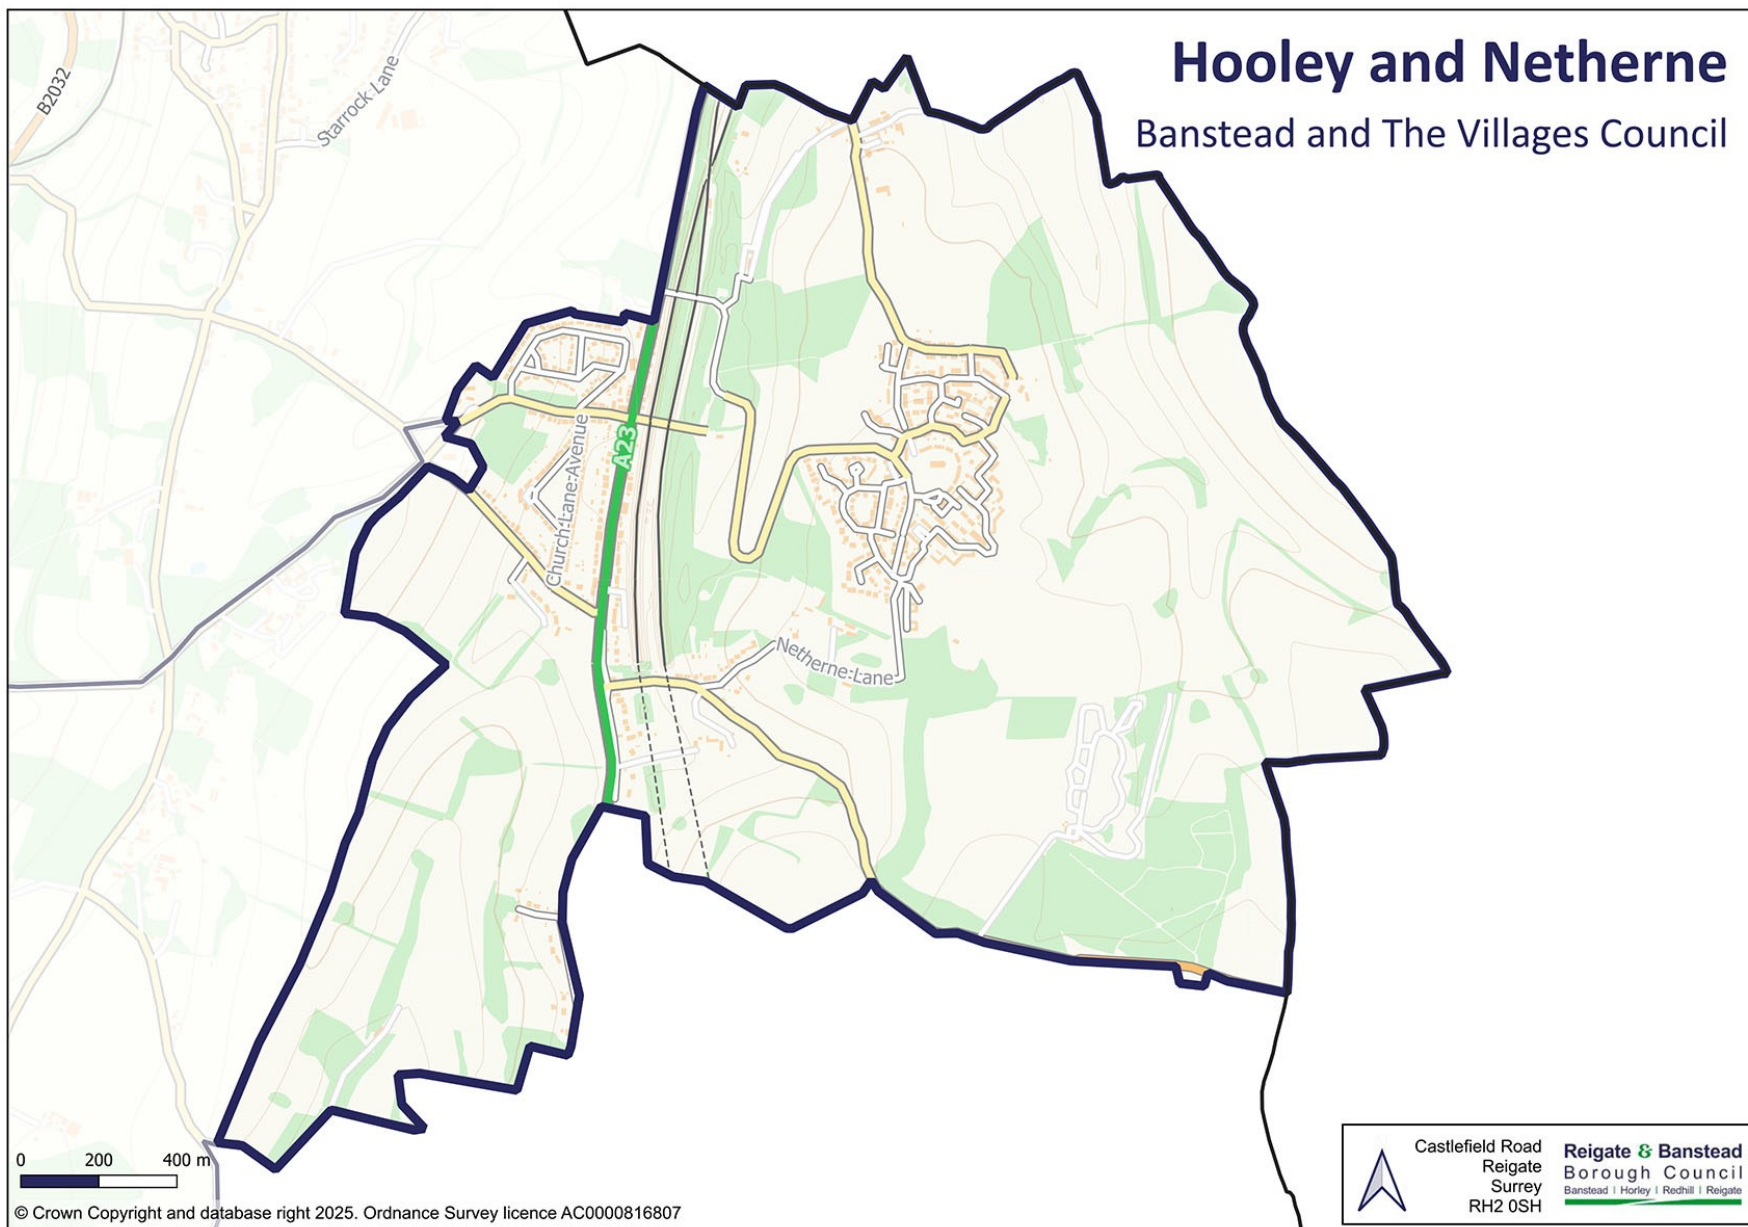 Hooley and Netherne
Banstead and The Villages Council
B2032
Starrock Lane
A23
Church Lane Avenue
Netherne Lane
0 200 400 m
© Crown Copyright and database right 2025. Ordnance Survey licence AC0000816807
Castlefield Road
Reigate
Surrey
RH2 0SH
Reigate & Banstead
Borough Council
Banstead | Horley | Redhill | Reigate